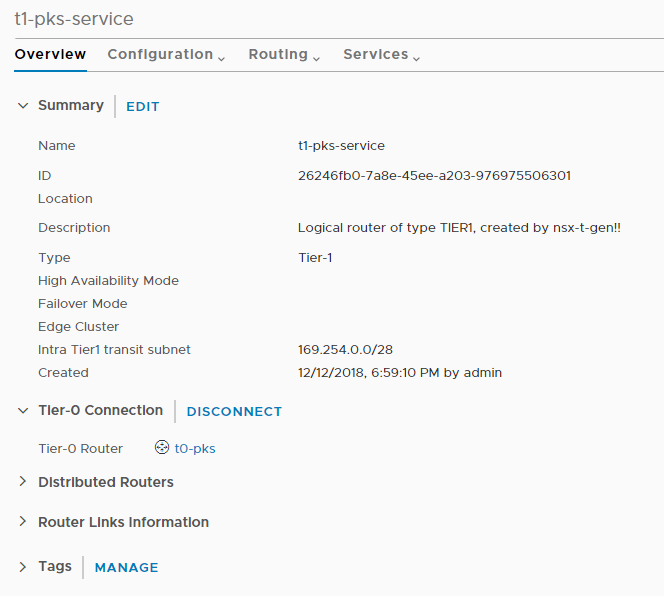 t1-pks-service
Overview Configuration Routing Services
Summary EDIT
Name t1-pks-service
ID 26246fb0-7a8e-45ee-a203-976975506301
Location
Description Logical router of type TIER1, created by nsx-t-gen!!
Type Tier-1
High Availability Mode
Failover Mode
Edge Cluster
Intra Tier1 transit subnet 169.254.0.0/28
Created 12/12/2018, 6:59:10 PM by admin
Tier-0 Connection DISCONNECT
Tier-0 Router t0-pks
Distributed Routers
Router Links Information
Tags MANAGE